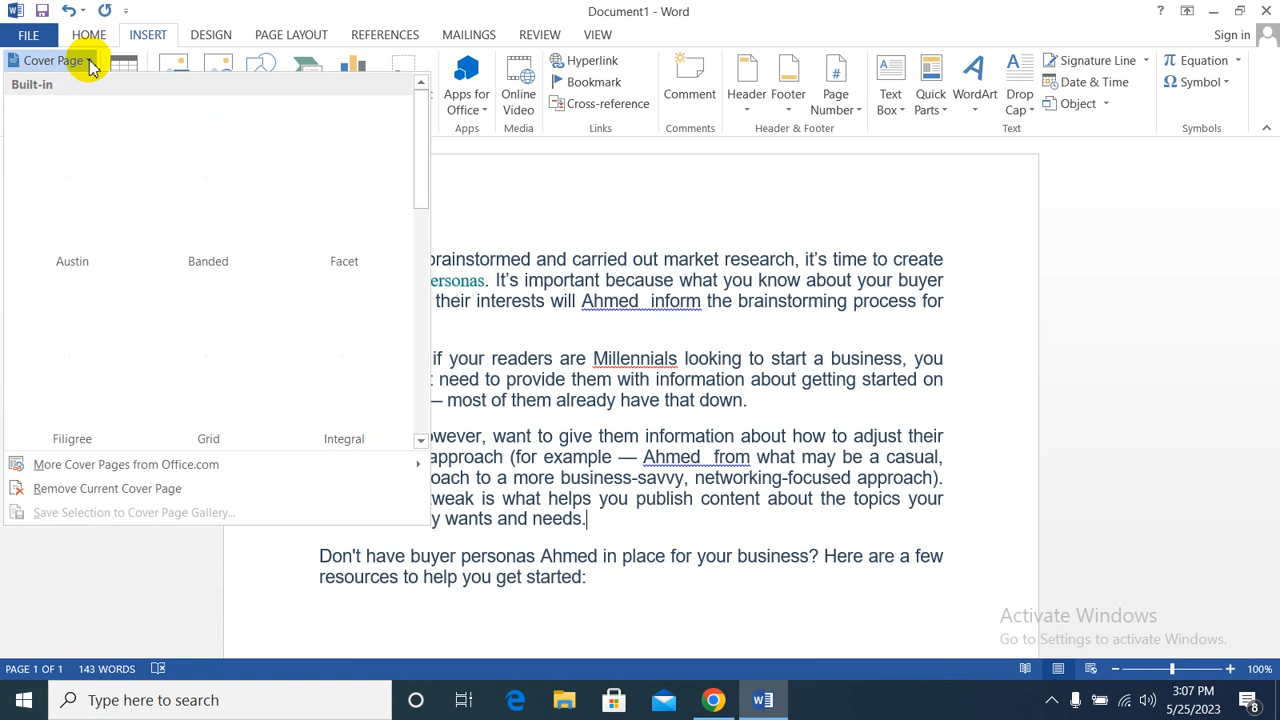 Document1 - Word
?
FILE
HOME
INSERT
DESIGN
PAGE LAYOUT
REFERENCES
MAILINGS
REVIEW
VIEW
Sign in
Cover Page
Built-in
Austin
Banded
Facet
Filigree
Grid
Integral
More Cover Pages from Office.com
Remove Current Cover Page
Save Selection to Cover Page Gallery...
Apps for
Office
Apps
Online
Video
Media
Hyperlink
Bookmark
Cross-reference
Links
Comment
Comments
Header
Footer
Page
Number
Header & Footer
Text
Box
Quick
Parts
WordArt
Drop
Cap
Signature Line
Date & Time
Object
Text
Equation
Symbol
Symbols
brainstormed and carried out market research, it's time to create
ersonas. It's important because what you know about your buyer
their interests will Ahmed inform the brainstorming process for
if your readers are Millennials looking to start a business, you
need to provide them with information about getting started on
— most of them already have that down.
wever, want to give them information about how to adjust their
approach (for example — Ahmed from what may be a casual,
oach to a more business-savvy, networking-focused approach).
tweak is what helps you publish content about the topics your
y wants and needs.
Don't have buyer personas Ahmed in place for your business? Here are a few
resources to help you get started:
Activate Windows
Go to Settings to activate Windows.
PAGE 1 OF 1
143 WORDS
100%
Type here to search
3:07 PM
5/25/2023
8